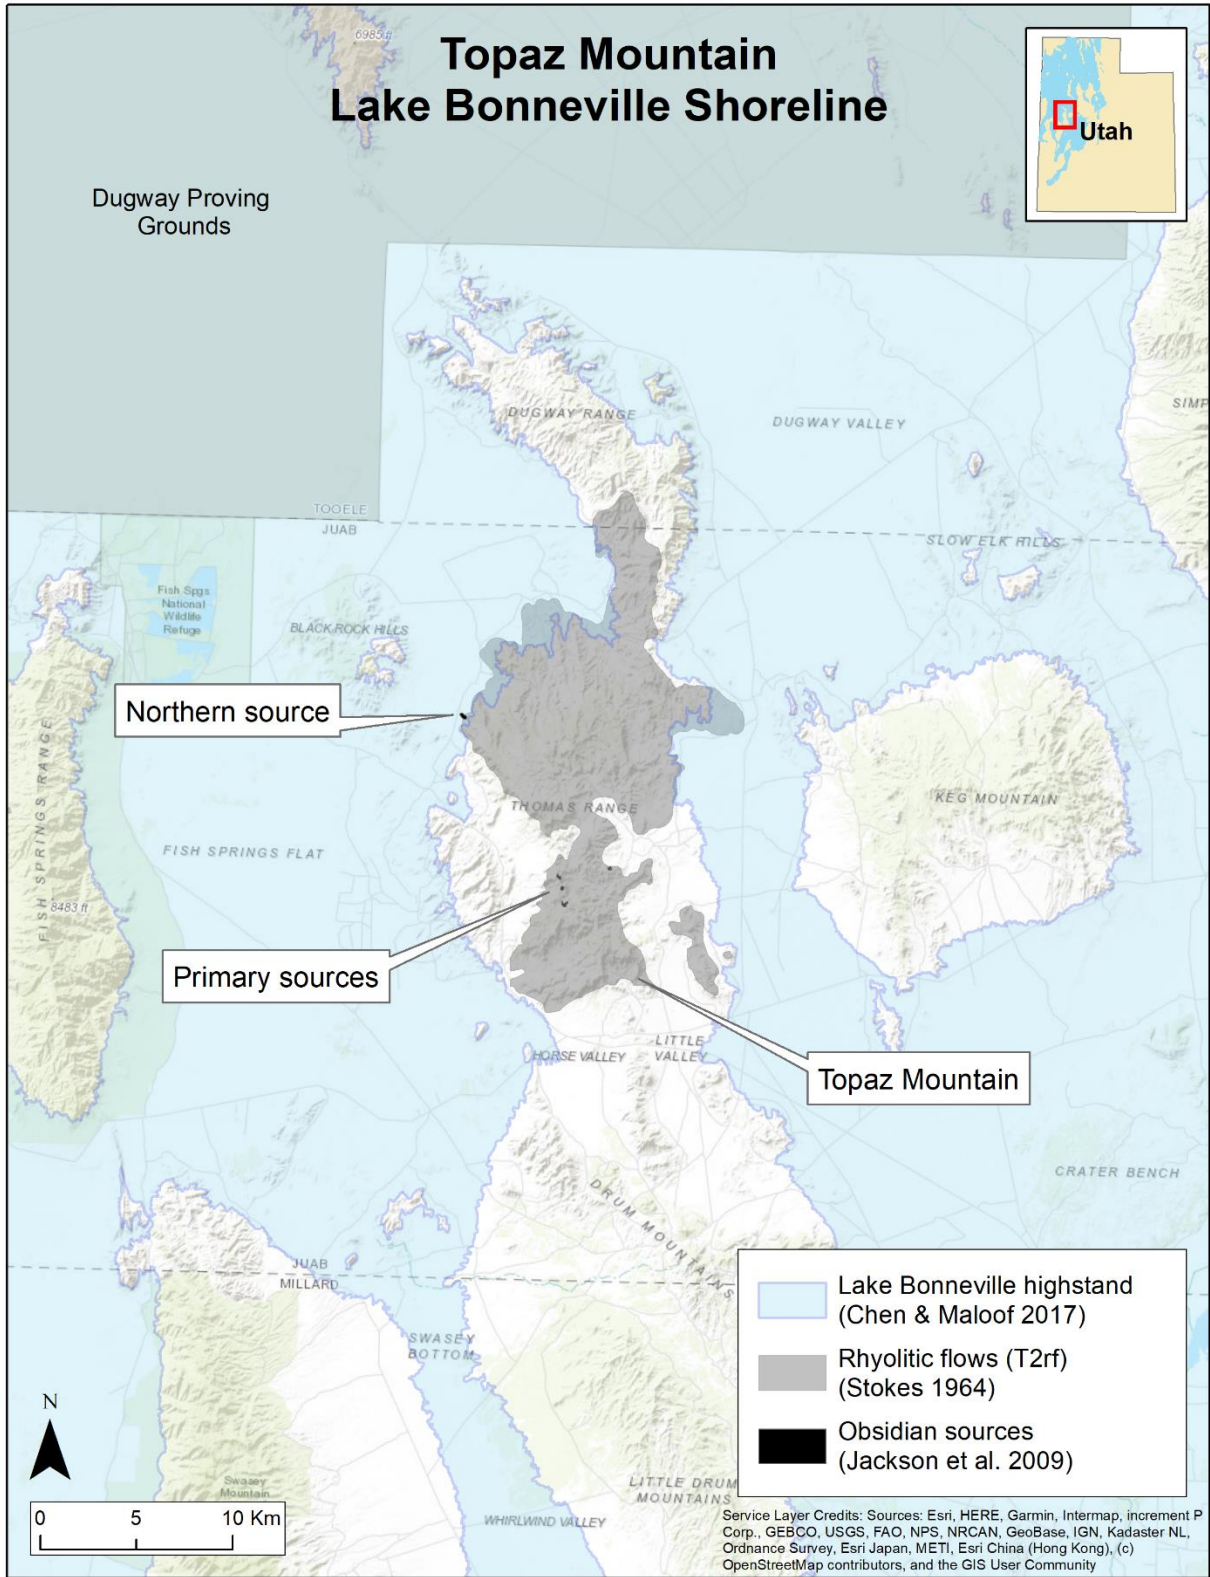 6985 ft
Topaz Mountain
Lake Bonneville Shoreline
Utah
Dugway Proving
Grounds
DUGWAY RANGE
DUGWAY VALLEY
SIMP
TOOELE
JUAB
SLOW ELK HILLS
Fish Spgs
National
Wildlife
Refuge
BLACK ROCK HILLS
Northern source
FISH SPRINGS RANGE
THOMAS RANGE
KEG MOUNTAIN
FISH SPRINGS FLAT
8483 ft
Primary sources
HORSE VALLEY
LITTLE
VALLEY
Topaz Mountain
CRATER BENCH
DRUM MOUNTAINS
JUAB
MILLARD
SWASEY
BOTTOM
Lake Bonneville highstand
(Chen & Maloof 2017)
Rhyolitic flows (T2rf)
(Stokes 1964)
Obsidian sources
(Jackson et al. 2009)
N
Swasey
Mountain
LITTLE DRUM
MOUNTAINS
WHIRLWIND VALLEY
0 5 10 Km
Service Layer Credits: Sources: Esri, HERE, Garmin, Intermap, increment P
Corp., GEBCO, USGS, FAO, NPS, NRCAN, GeoBase, IGN, Kadaster NL,
Ordnance Survey, Esri Japan, METI, Esri China (Hong Kong), (c)
OpenStreetMap contributors, and the GIS User Community